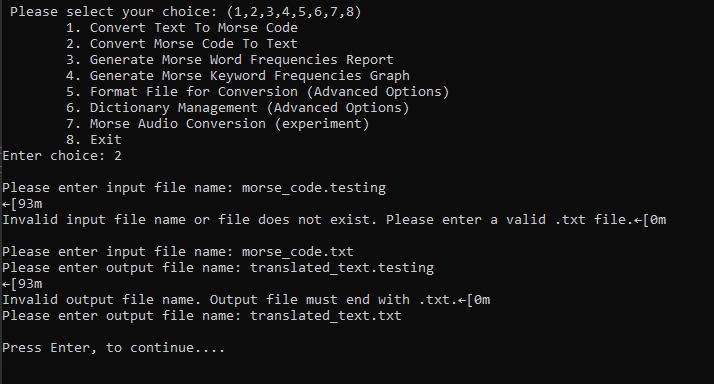 Please select your choice: (1,2,3,4,5,6,7,8)
1. Convert Text To Morse Code
2. Convert Morse Code To Text
3. Generate Morse Word Frequencies Report
4. Generate Morse Keyword Frequencies Graph
5. Format File for Conversion (Advanced Options)
6. Dictionary Management (Advanced Options)
7. Morse Audio Conversion (experiment)
8. Exit
Enter choice: 2
Please enter input file name: morse_code.testing
←[93m
Invalid input file name or file does not exist. Please enter a valid .txt file.←[0m
Please enter input file name: morse_code.txt
Please enter output file name: translated_text.testing
←[93m
Invalid output file name. Output file must end with .txt.←[0m
Please enter output file name: translated_text.txt
Press Enter, to continue....